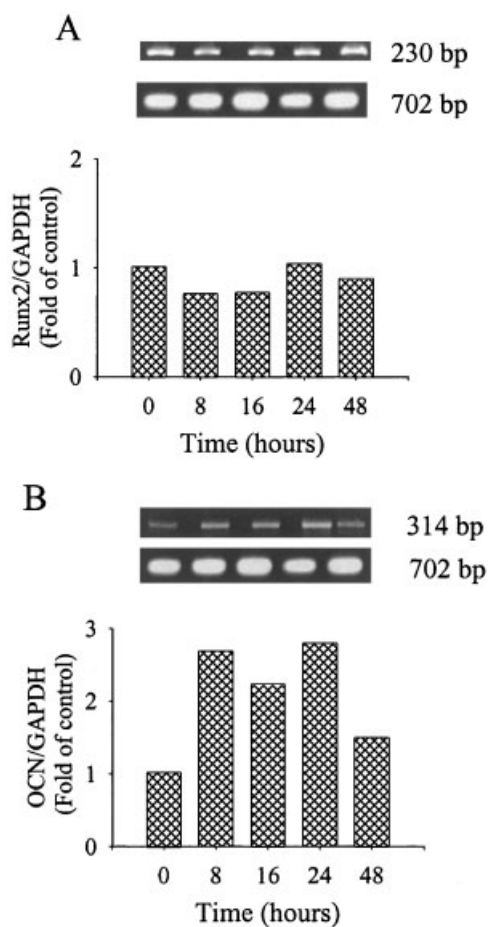 A
230 bp
702 bp
Runx2/GAPDH
(Fold of control)
2
1
0
0 8 16 24 48
Time (hours)
B
314 bp
702 bp
OCN/GAPDH
(Fold of control)
3
2
1
0
0 8 16 24 48
Time (hours)